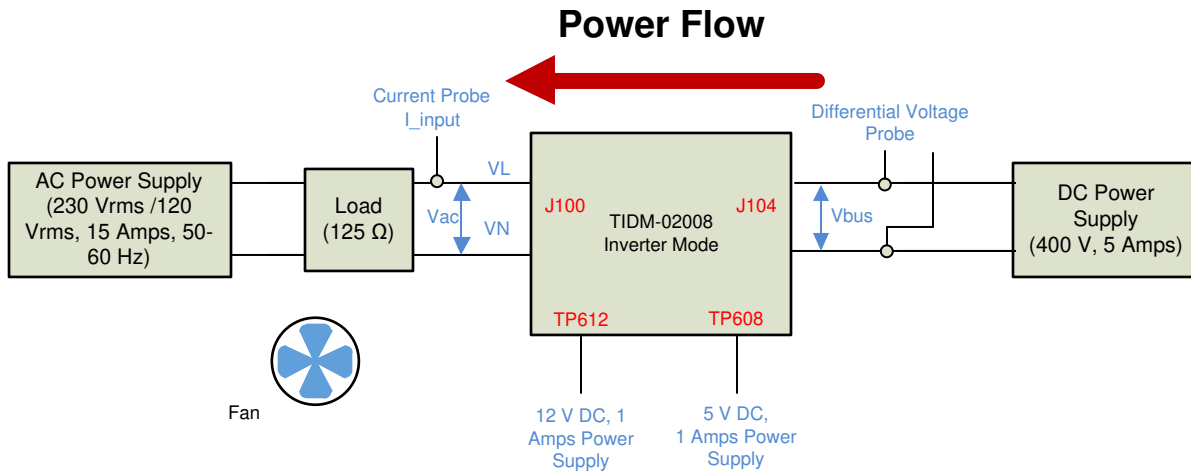 Power Flow
Current Probe
I_input
Differential Voltage
Probe
AC Power Supply
(230 Vrms /120
Vrms, 15 Amps, 50-
60 Hz)
Load
(125 Ω)
VL
Vac
VN
J100
J104
TIDM-02008
Inverter Mode
TP612
TP608
Vbus
DC Power
Supply
(400 V, 5 Amps)
Fan
12 V DC, 1
Amps Power
Supply
5 V DC,
1 Amps Power
Supply